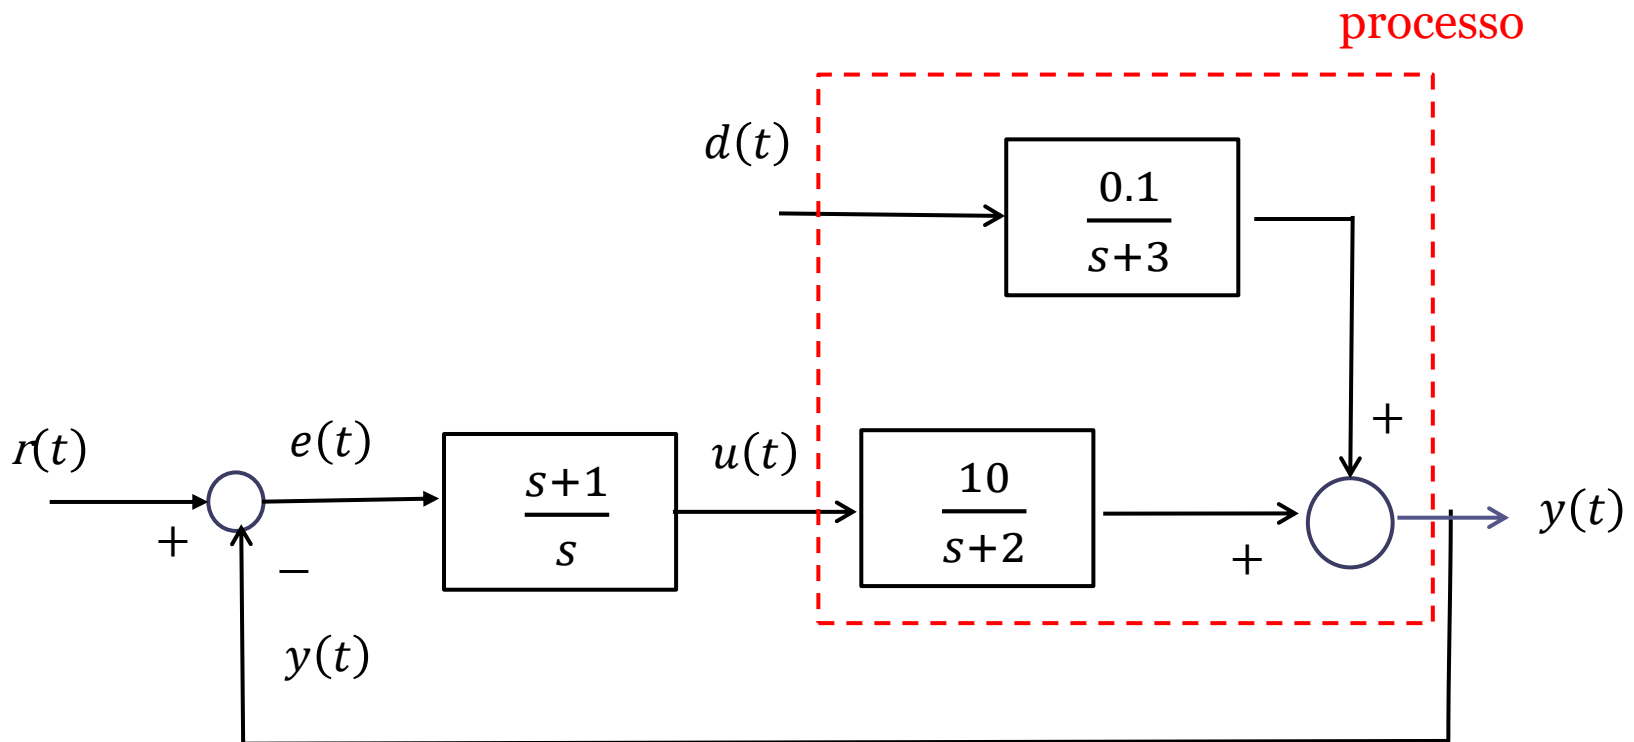 processo
d(t)
0.1
s+3
+
r(t)
e(t)
s+1
s
u(t)
10
s+2
y(t)
+
−
+
y(t)